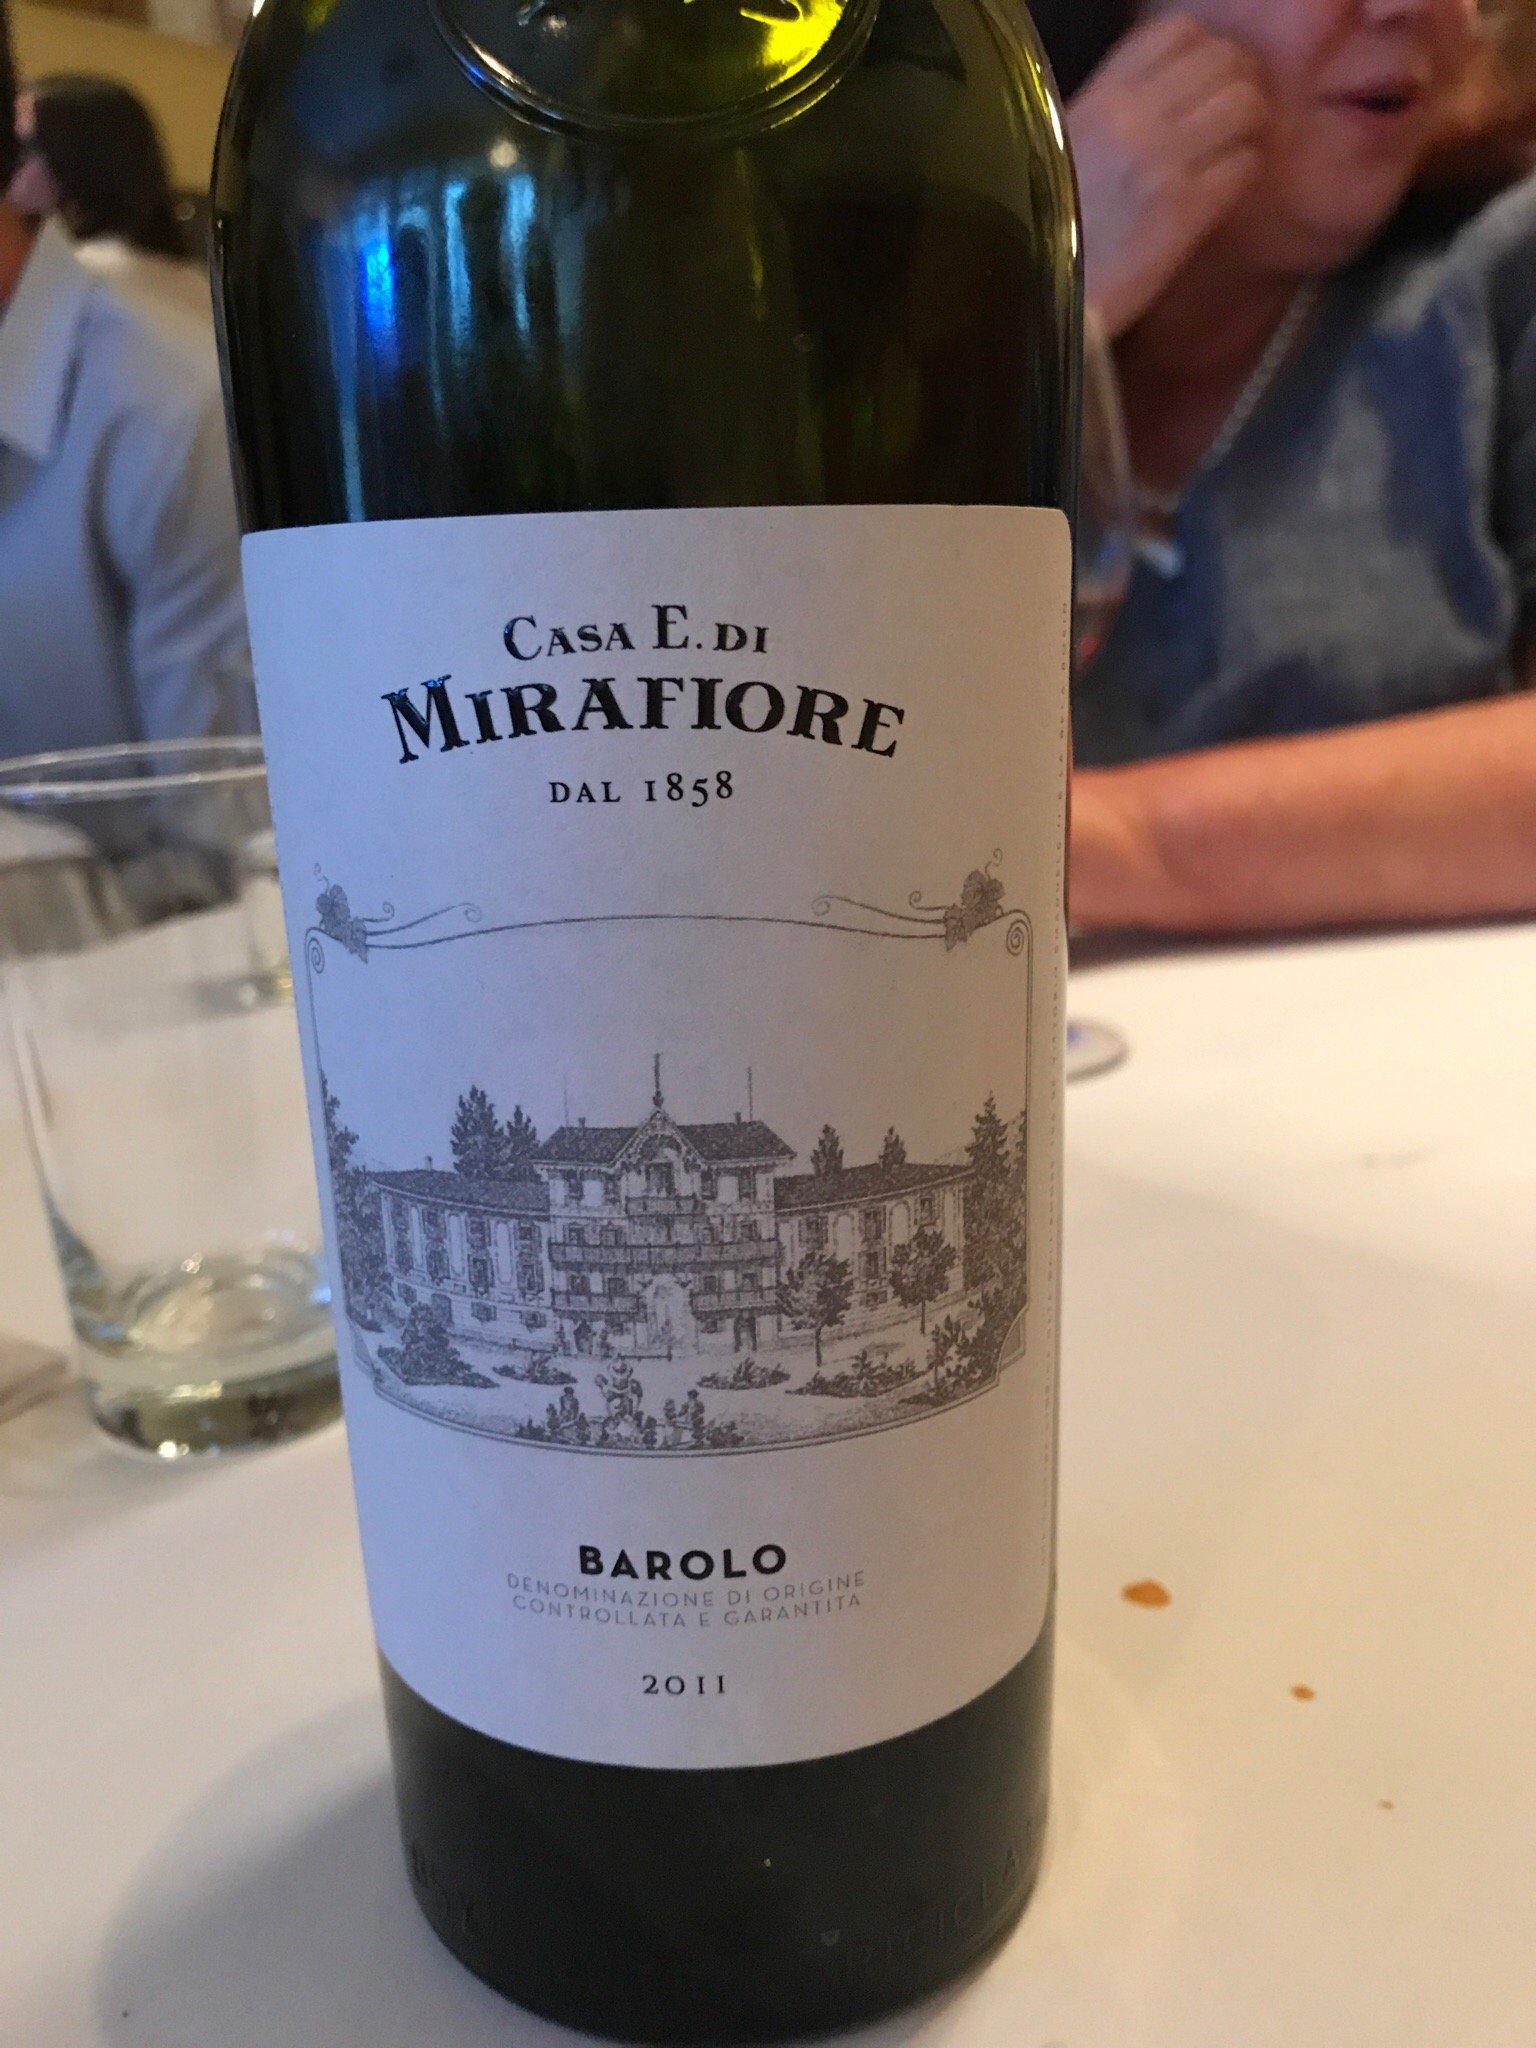 CASA E. DI
MIRAFIORE
DAL 1858
BAROLO
DENOMINAZIONE DI ORIGINE
CONTROLLATA E GARANTITA
2011